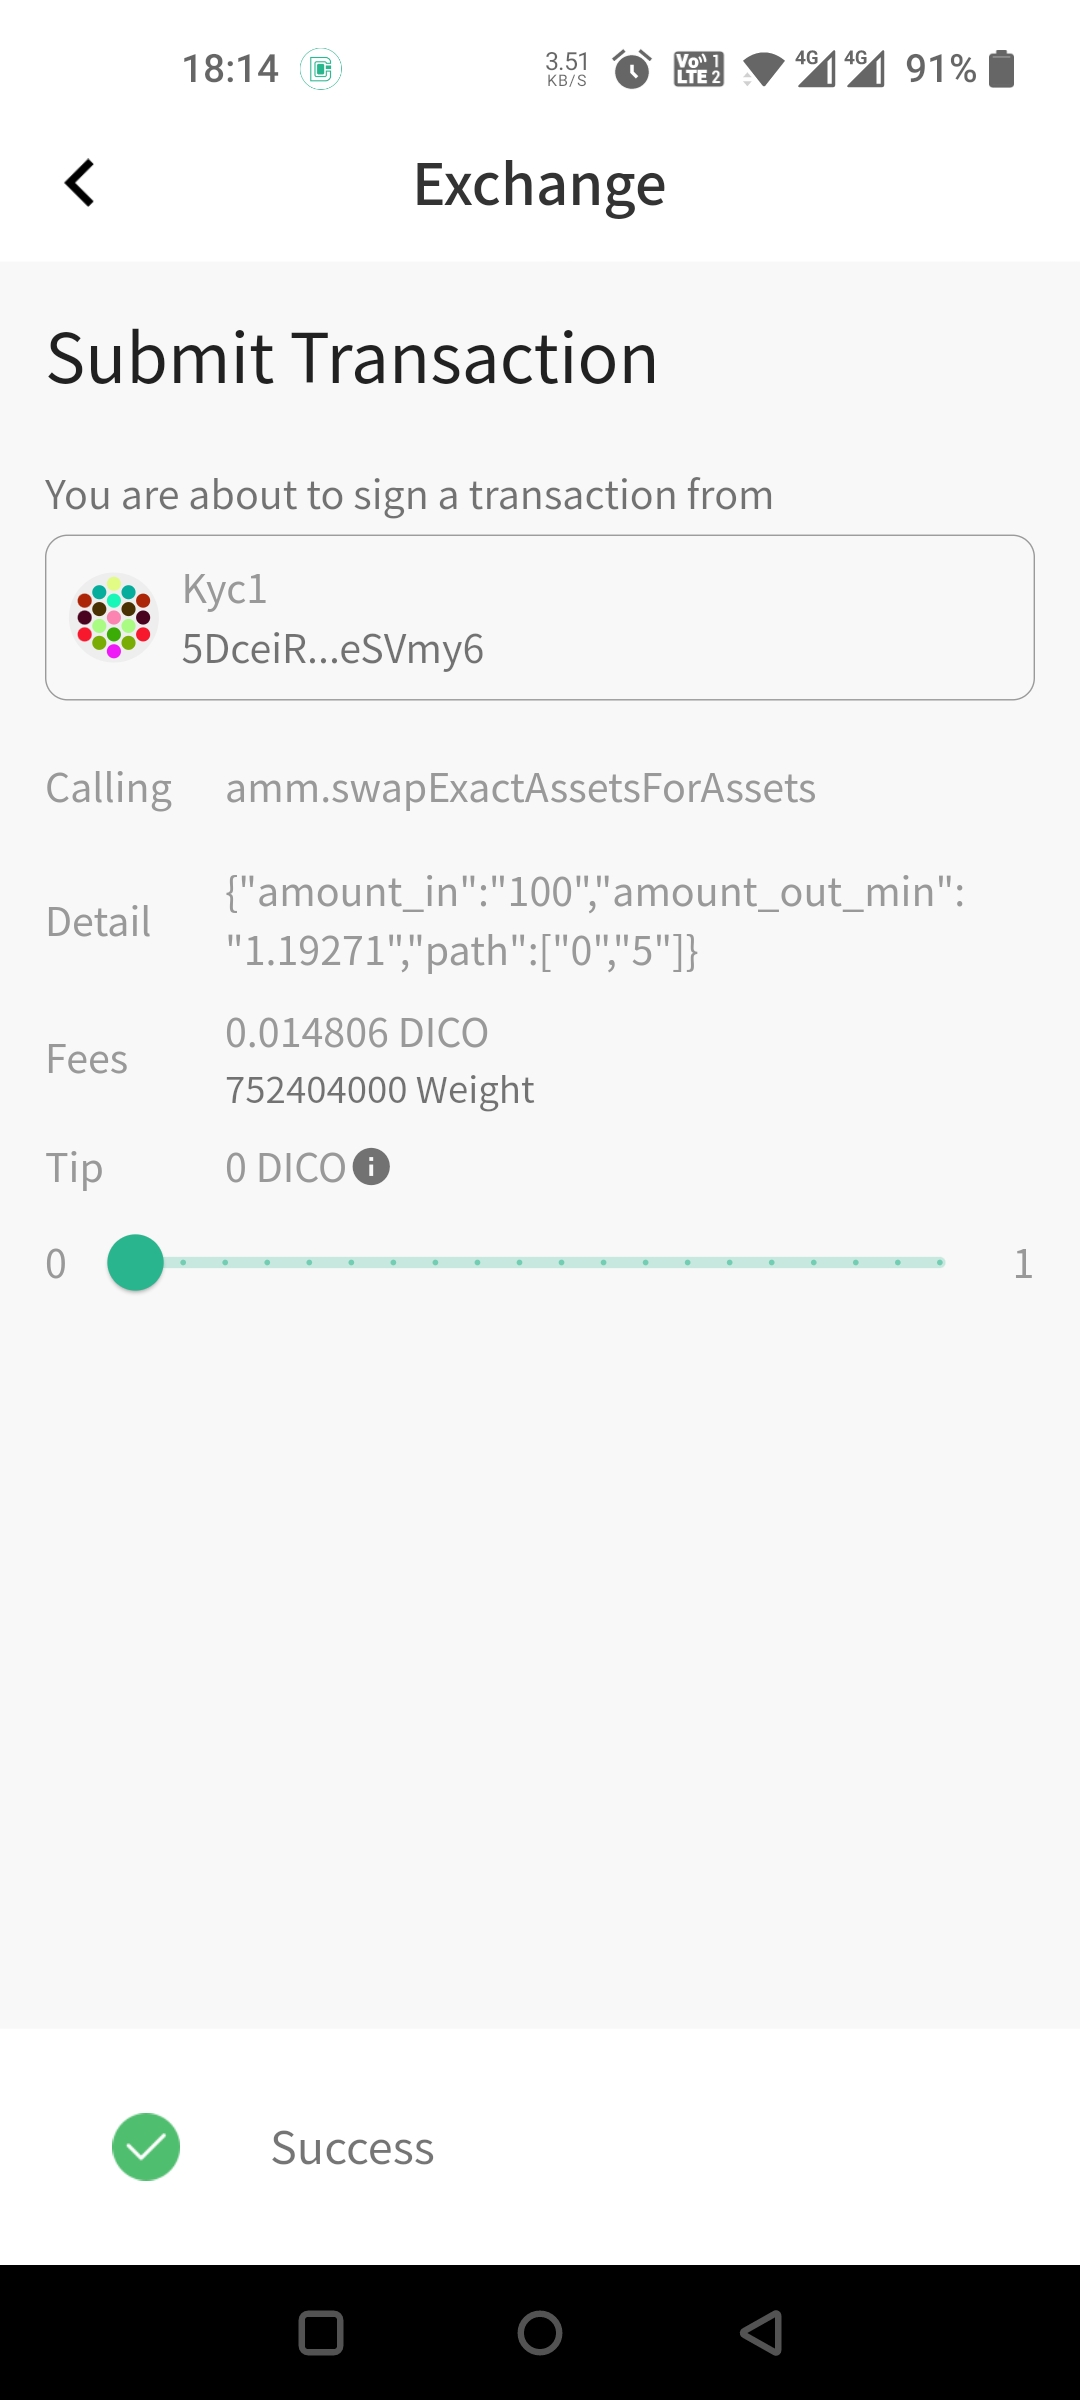 18:14
3.51
KB/S
Vo 1
LTE 2
4G
4G
91%
Exchange
Submit Transaction
You are about to sign a transaction from
Kyc1
5DceiR...eSVmy6
Calling amm.swapExactAssetsForAssets
Detail {"amount_in":"100","amount_out_min":
"1.19271","path":["0","5"]}
Fees 0.014806 DICO
752404000 Weight
Tip 0 DICO
0 1
Success